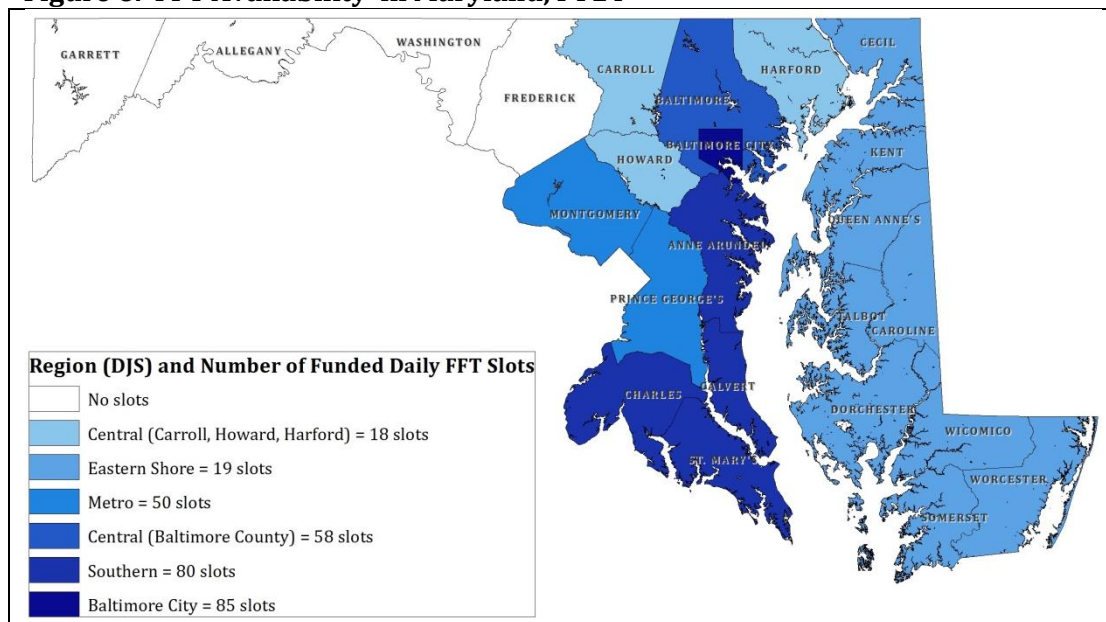 GARRETT
ALLEGANY
WASHINGTON
FREDERICK
CARROLL
BALTIMORE
HARFORD
CECIL
HOWARD
BALTIMORE CITY
KENT
MONTGOMERY
QUEEN ANNE'S
ANNE ARUNDEL
PRINCE GEORGE'S
TALBOT
CAROLINE
CHARLES
CALVERT
DORCHESTER
WICOMICO
ST. MARY'S
WORCESTER
SOMERSET
Region (DJS) and Number of Funded Daily FFT Slots
No slots
Central (Carroll, Howard, Harford) = 18 slots
Eastern Shore = 19 slots
Metro = 50 slots
Central (Baltimore County) = 58 slots
Southern = 80 slots
Baltimore City = 85 slots